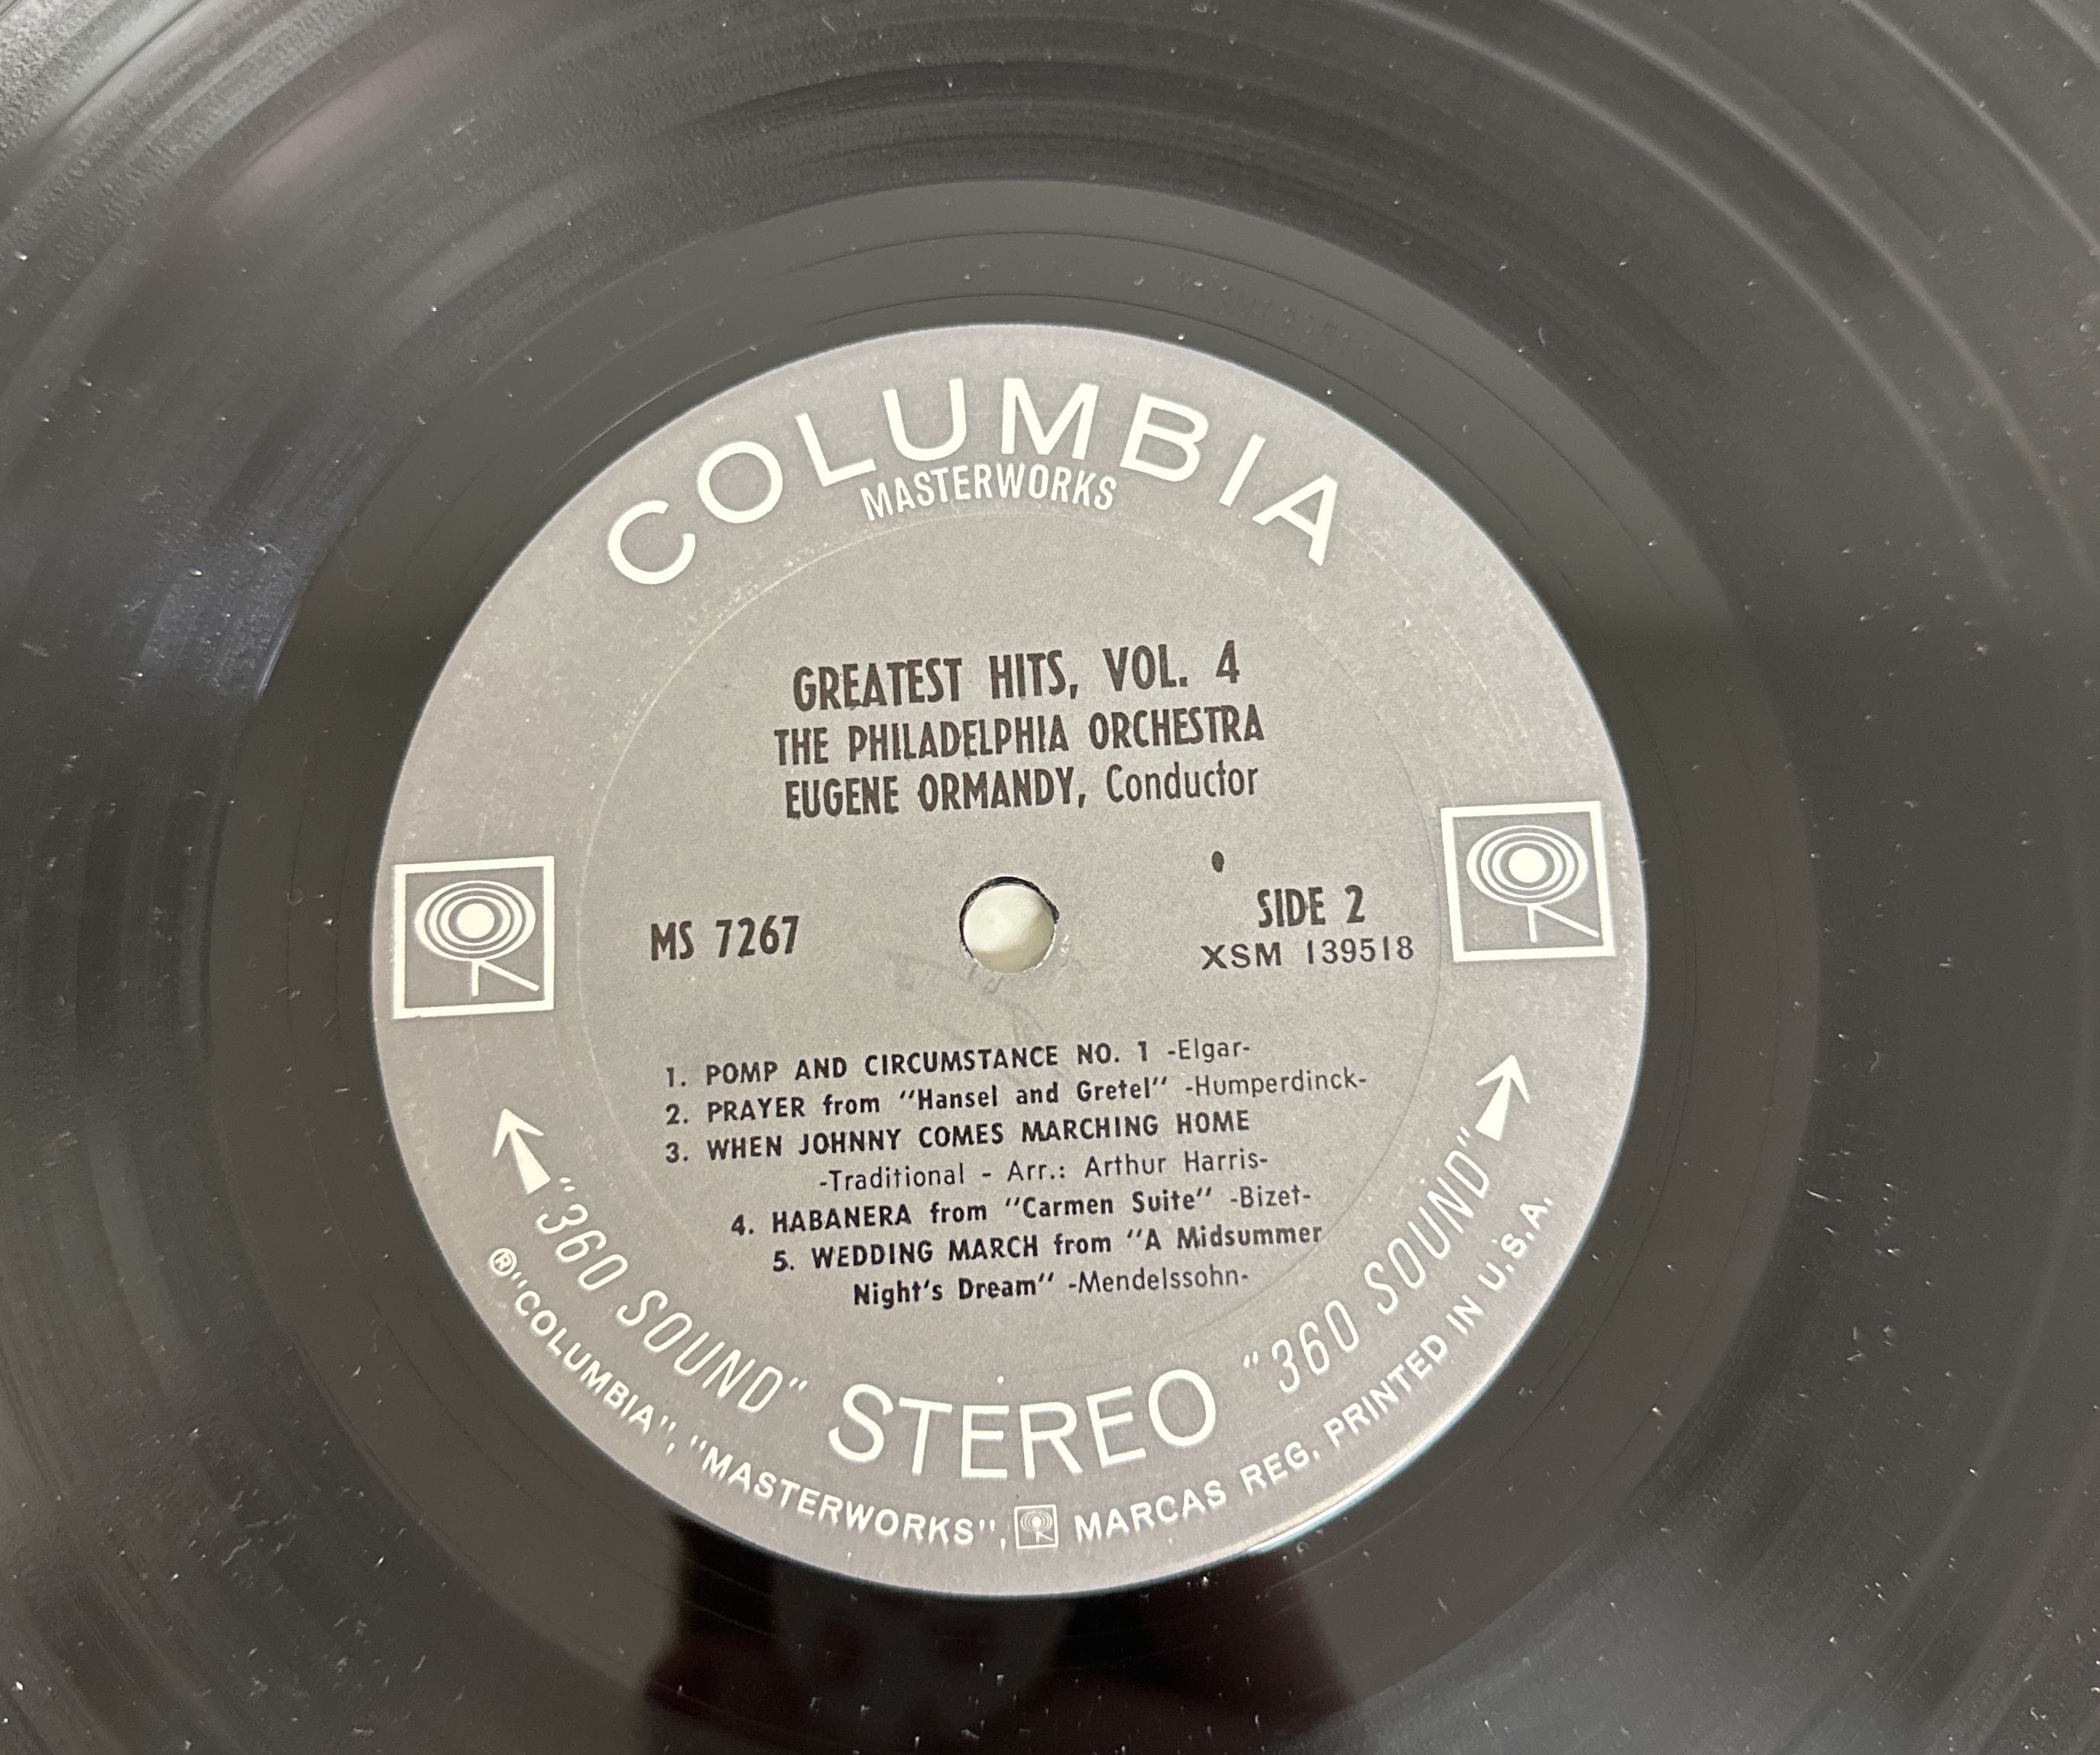 COLUMBIA
MASTERWORKS
GREATEST HITS, VOL. 4
THE PHILADELPHIA ORCHESTRA
EUGENE ORMANDY, Conductor
MS 7267
SIDE 2
XSM 139518
1. POMP AND CIRCUMSTANCE NO. 1 -Elgar-
2. PRAYER from "Hansel and Gretel" -Humperdinck-
3. WHEN JOHNNY COMES MARCHING HOME
-Traditional - Arr.: Arthur Harris-
4. HABANERA from "Carmen Suite" -Bizet-
5. WEDDING MARCH from "A Midsummer
Night's Dream" -Mendelssohn-
"360 SOUND" STEREO "360 SOUND"
®"COLUMBIA", "MASTERWORKS", MARCAS REG. PRINTED IN U.S.A.